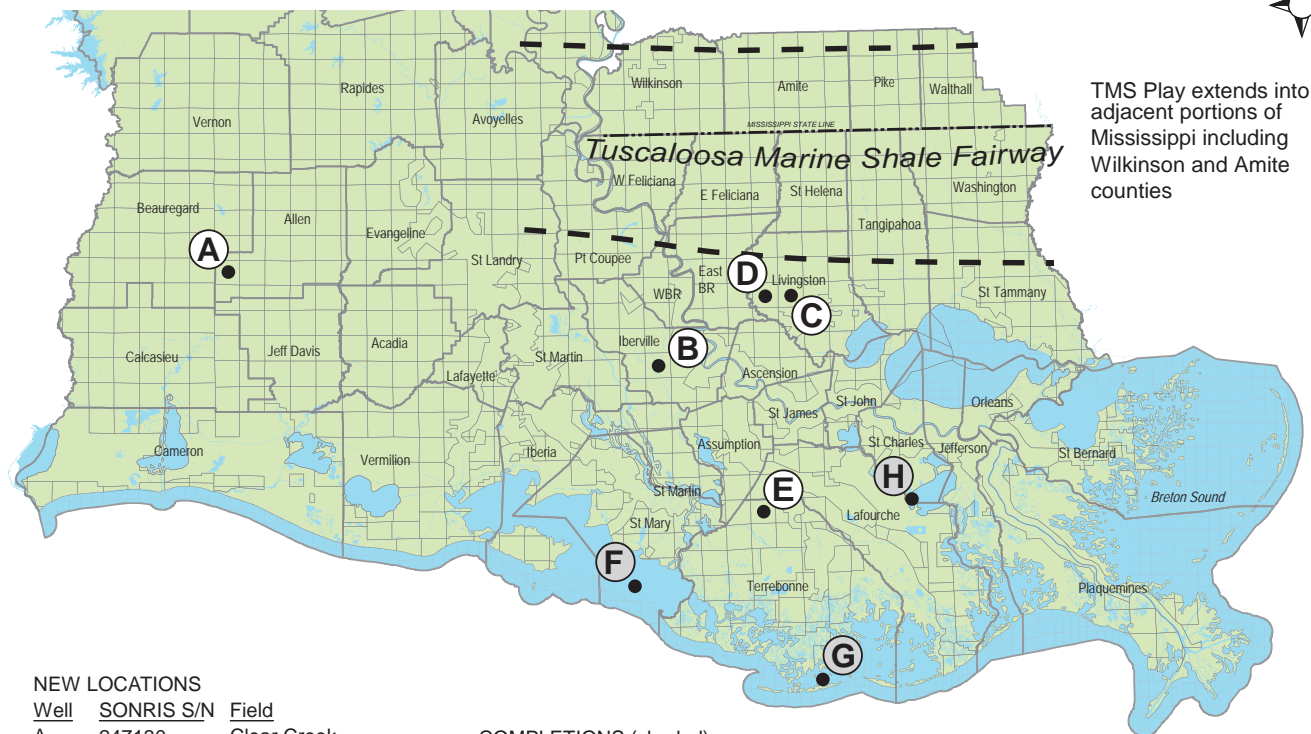 Wilkinson
Amite
Pike
Walthall
Rapides
Vernon
Avoyelles
TMS Play extends into
adjacent portions of
Mississippi including
Wilkinson and Amite
counties
MISSISSIPPI STATE LINE
Tuscaloosa Marine Shale Fairway
W Feliciana
E Feliciana
St Helena
Washington
Beauregard
Allen
Evangeline
Tangipahoa
A
St Landry
Pt Coupee
D
East
BR
Livingston
WBR
St Tammany
C
Calcasieu
Jeff Davis
Acadia
St Martin
Iberville
B
Lafayette
Ascension
St James
St John
Orleans
Cameron
Vermilion
Iberia
Assumption
St Charles
Jefferson
St Bernard
H
St Martin
E
Breton Sound
St Mary
Lafourche
F
Terrebonne
Plaquemines
G
NEW LOCATIONS
Well SONRIS S/N Field